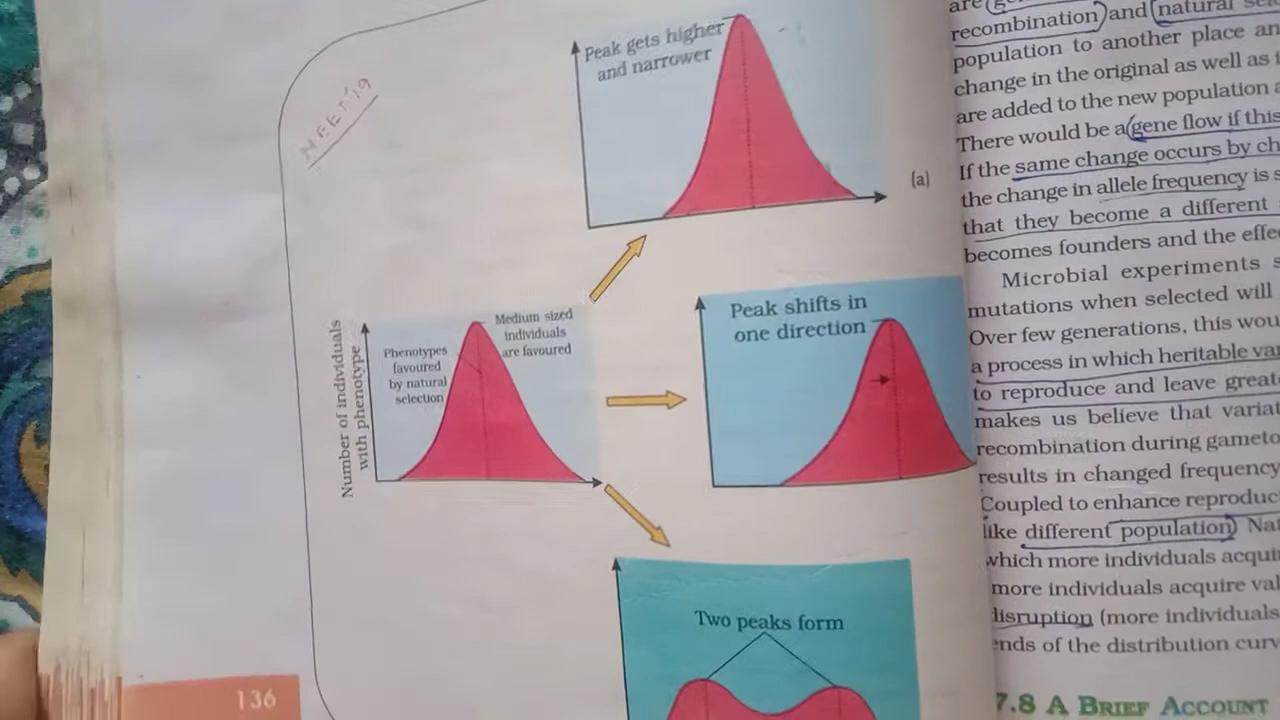 NEET'19
Peak gets higher
and narrower
(a)
Number of individuals
with phenotype
Phenotypes
favoured
by natural
selection
Medium sized
individuals
are favoured
Peak shifts in
one direction
Two peaks form
136
are
recombination) and (natural
population to another place an
change in the original as well as
are added to the new population
There would be a (gene flow if this
If the same change occurs by ch
the change in allele frequency is s
that they become a different
becomes founders and the effe
Microbial experiments s
mutations when selected will
Over few generations, this wou
a process in which heritable var
to reproduce and leave great
makes us believe that variat
recombination during gameto
results in changed frequency
Coupled to enhance reproduc
like different population) Nat
which more individuals acqui
more individuals acquire val
disruption (more individuals
ends of the distribution curv
7.8 A BRIEF ACCOUNT